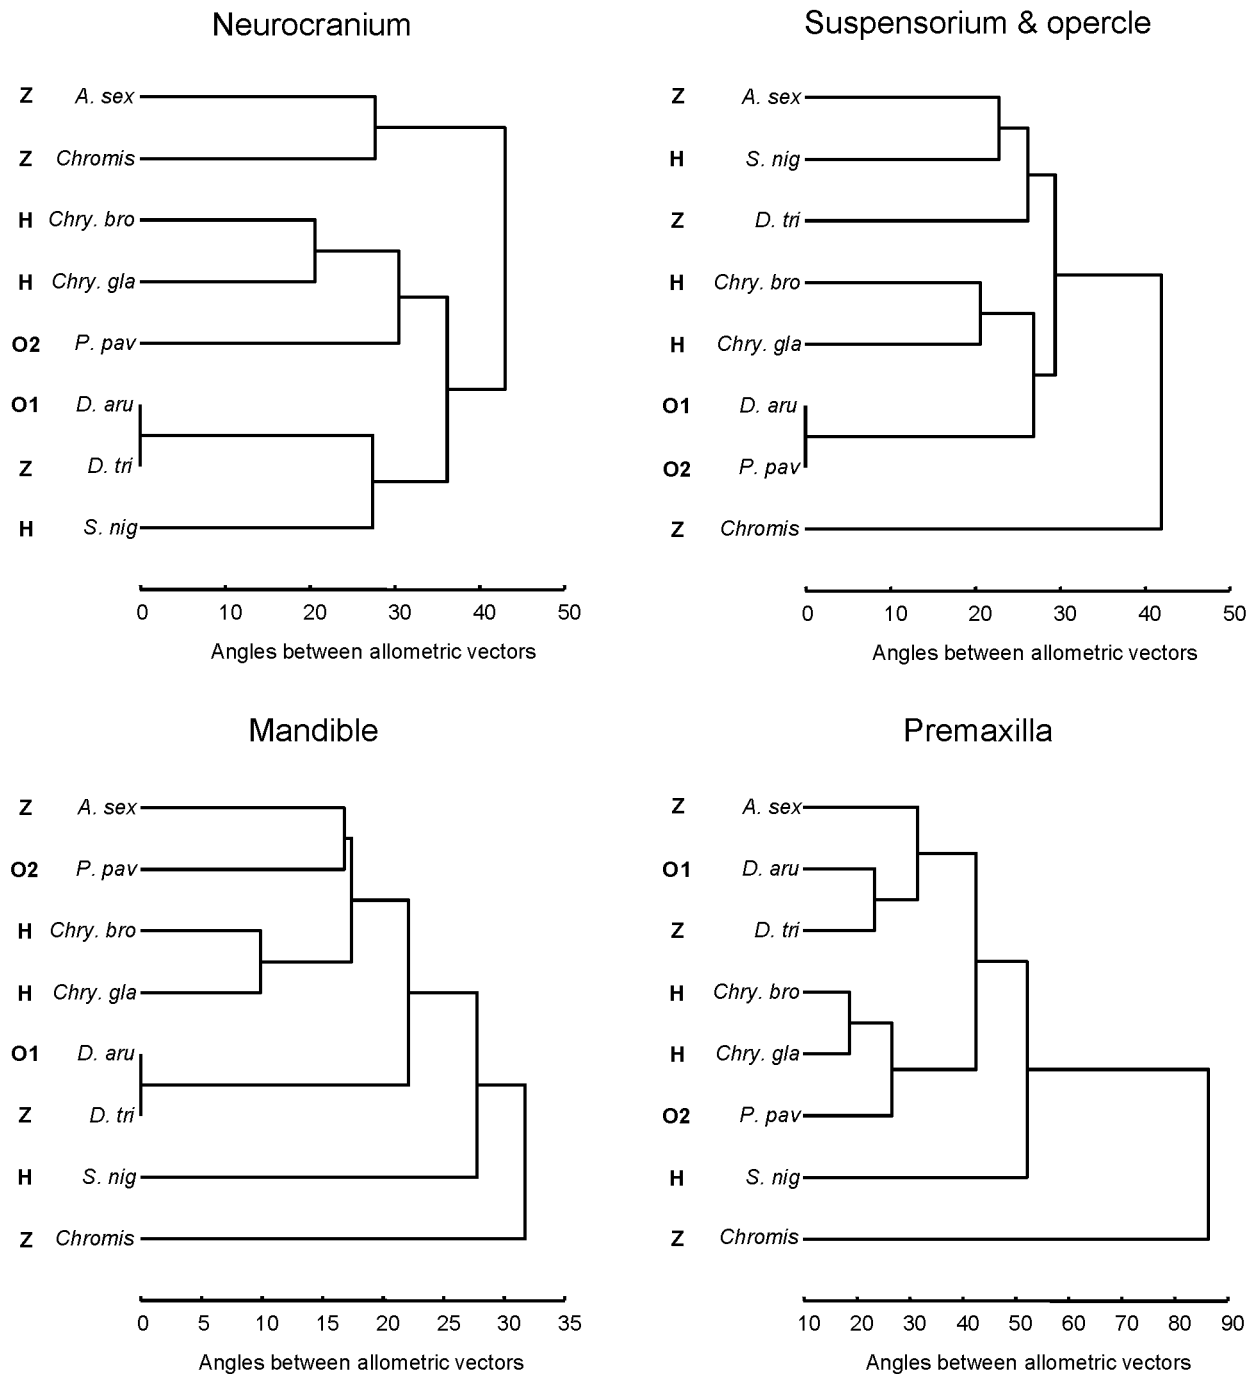 Neurocranium
Z A. sex
Z Chromis
H Chry. bro
H Chry. gla
O2 P. pav
O1 D. aru
Z D. tri
H S. nig
0 10 20 30 40 50
Angles between allometric vectors
Suspensorium & opercle
Z A. sex
H S. nig
Z D. tri
H Chry. bro
H Chry. gla
O1 D. aru
O2 P. pav
Z Chromis
0 10 20 30 40 50
Angles between allometric vectors
Mandible
Z A. sex
O2 P. pav
H Chry. bro
H Chry. gla
O1 D. aru
Z D. tri
H S. nig
Z Chromis
0 5 10 15 20 25 30 35
Angles between allometric vectors
Premaxilla
Z A. sex
O1 D. aru
Z D. tri
H Chry. bro
H Chry. gla
O2 P. pav
H S. nig
Z Chromis
10 20 30 40 50 60 70 80 90
Angles between allometric vectors